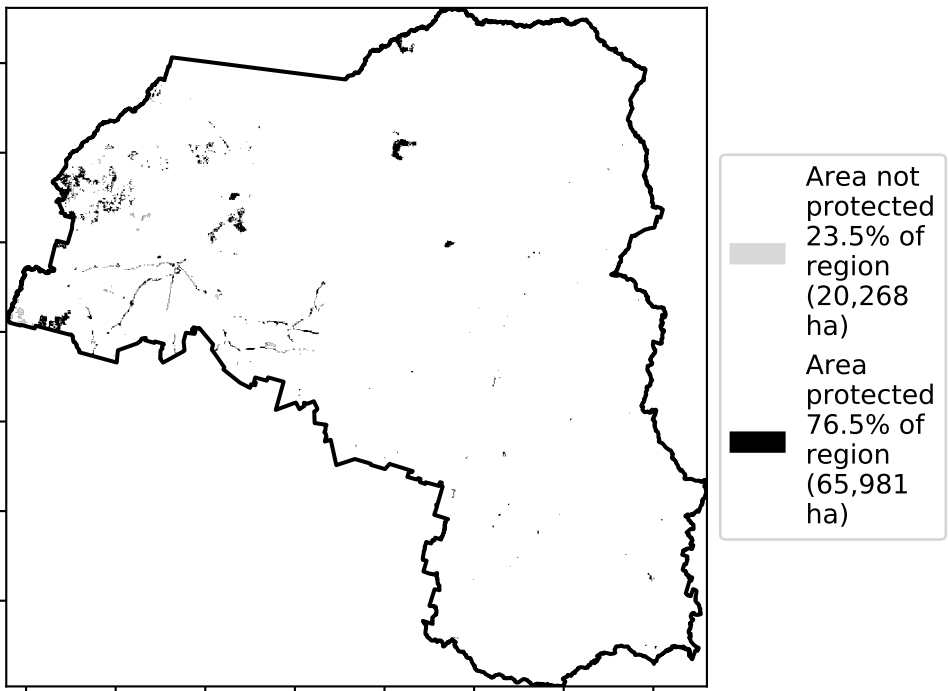 Area not
protected
23.5% of
region
(20,268
ha)
Area
protected
76.5% of
region
(65,981
ha)